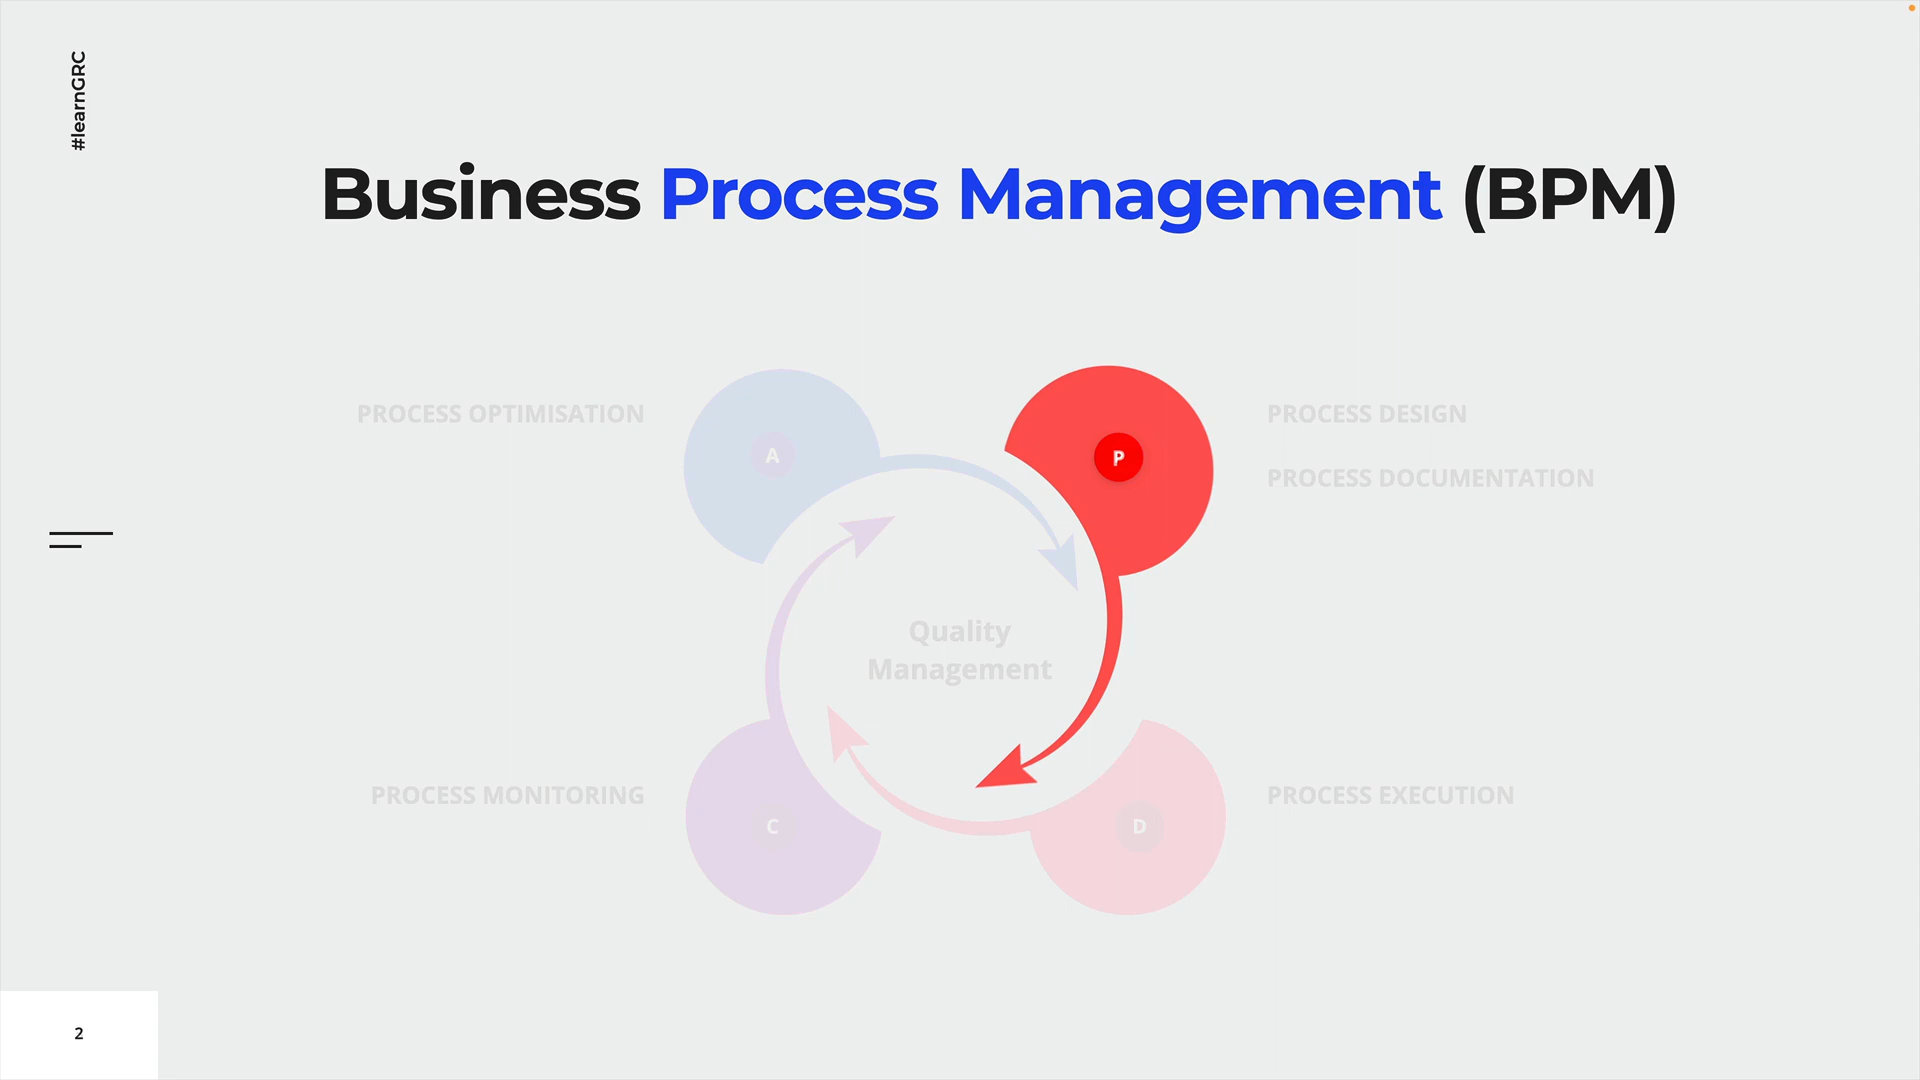 #learnGRC
Business Process Management (BPM)
PROCESS OPTIMISATION
A
P
PROCESS DESIGN
PROCESS DOCUMENTATION
Quality
Management
PROCESS MONITORING
C
D
PROCESS EXECUTION
2